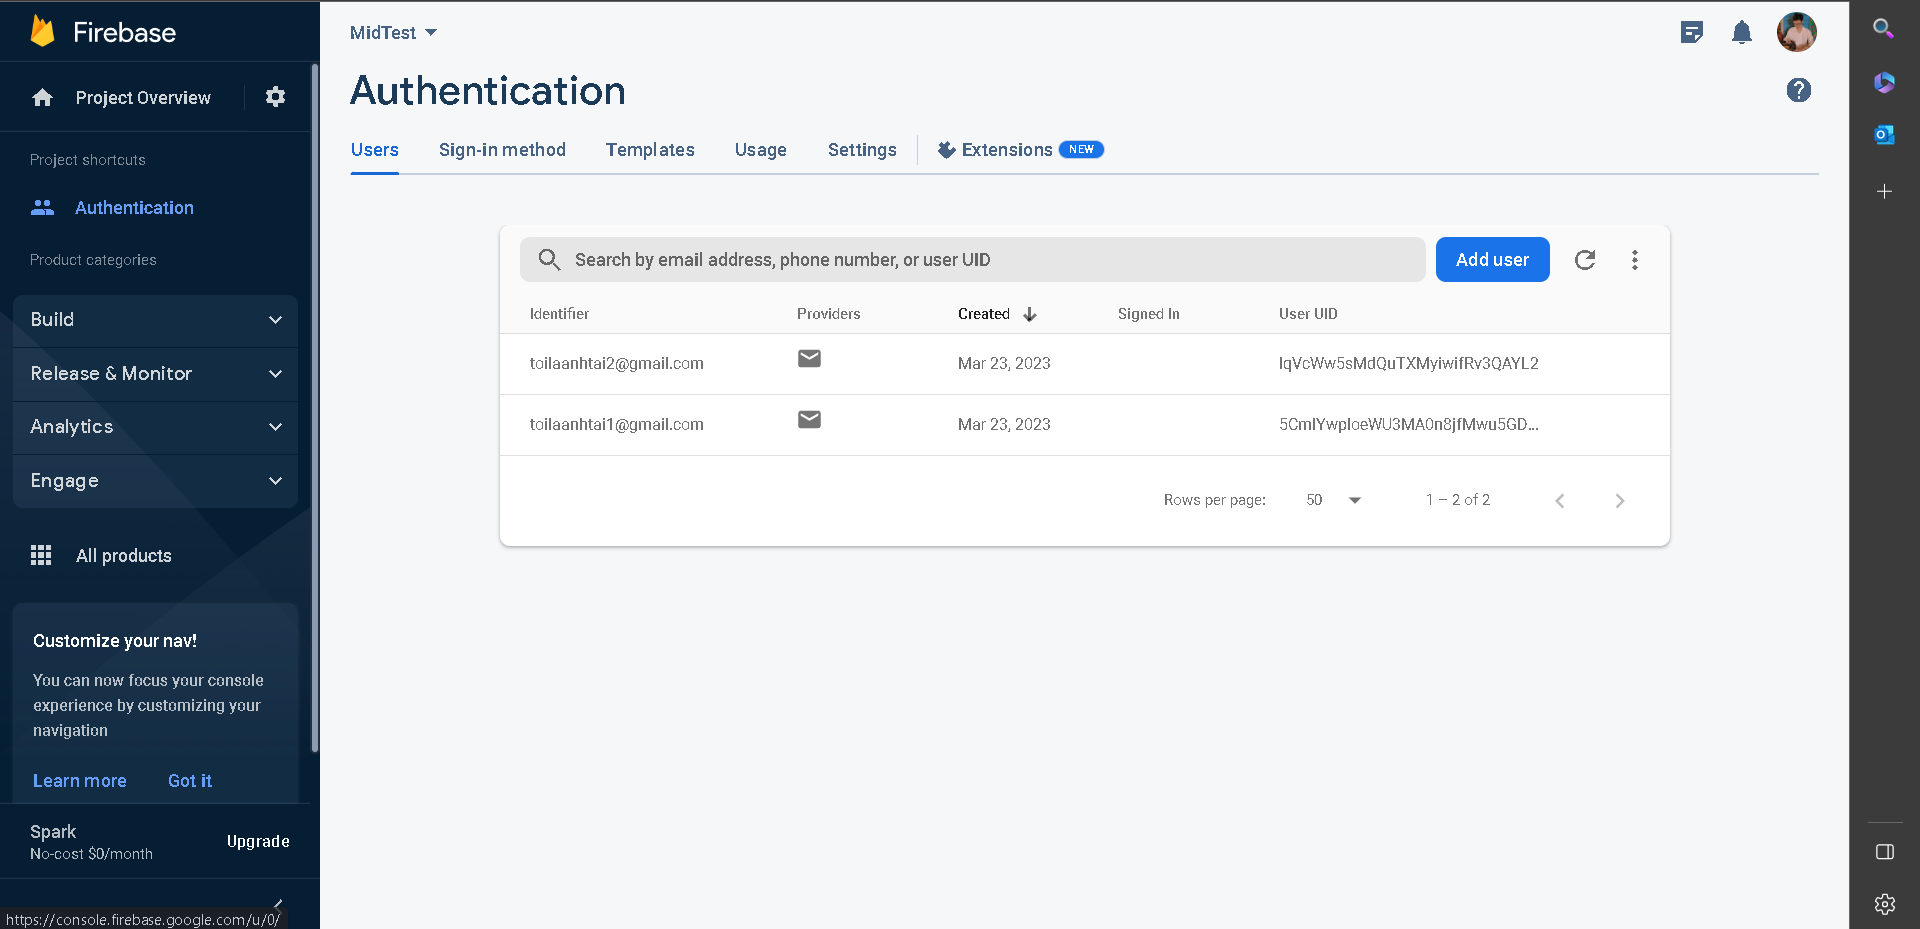 Firebase
Project Overview
Project shortcuts
Authentication
Product categories
Build
Release & Monitor
Analytics
Engage
All products
Customize your nav!
You can now focus your console
experience by customizing your
navigation
Learn more Got it
Spark
No-cost $0/month
Upgrade
https://console.firebase.google.com/u/0/
MidTest
Authentication
Users Sign-in method Templates Usage Settings Extensions NEW
Search by email address, phone number, or user UID
Add user
Identifier Providers Created Signed In User UID
toilaanhtai2@gmail.com Mar 23, 2023 lqVcWw5sMdQuTXMyiwifRv3QAYL2
toilaanhtai1@gmail.com Mar 23, 2023 5CmlYwploeWU3MA0n8jfMwu5GD...
Rows per page: 50 1 – 2 of 2